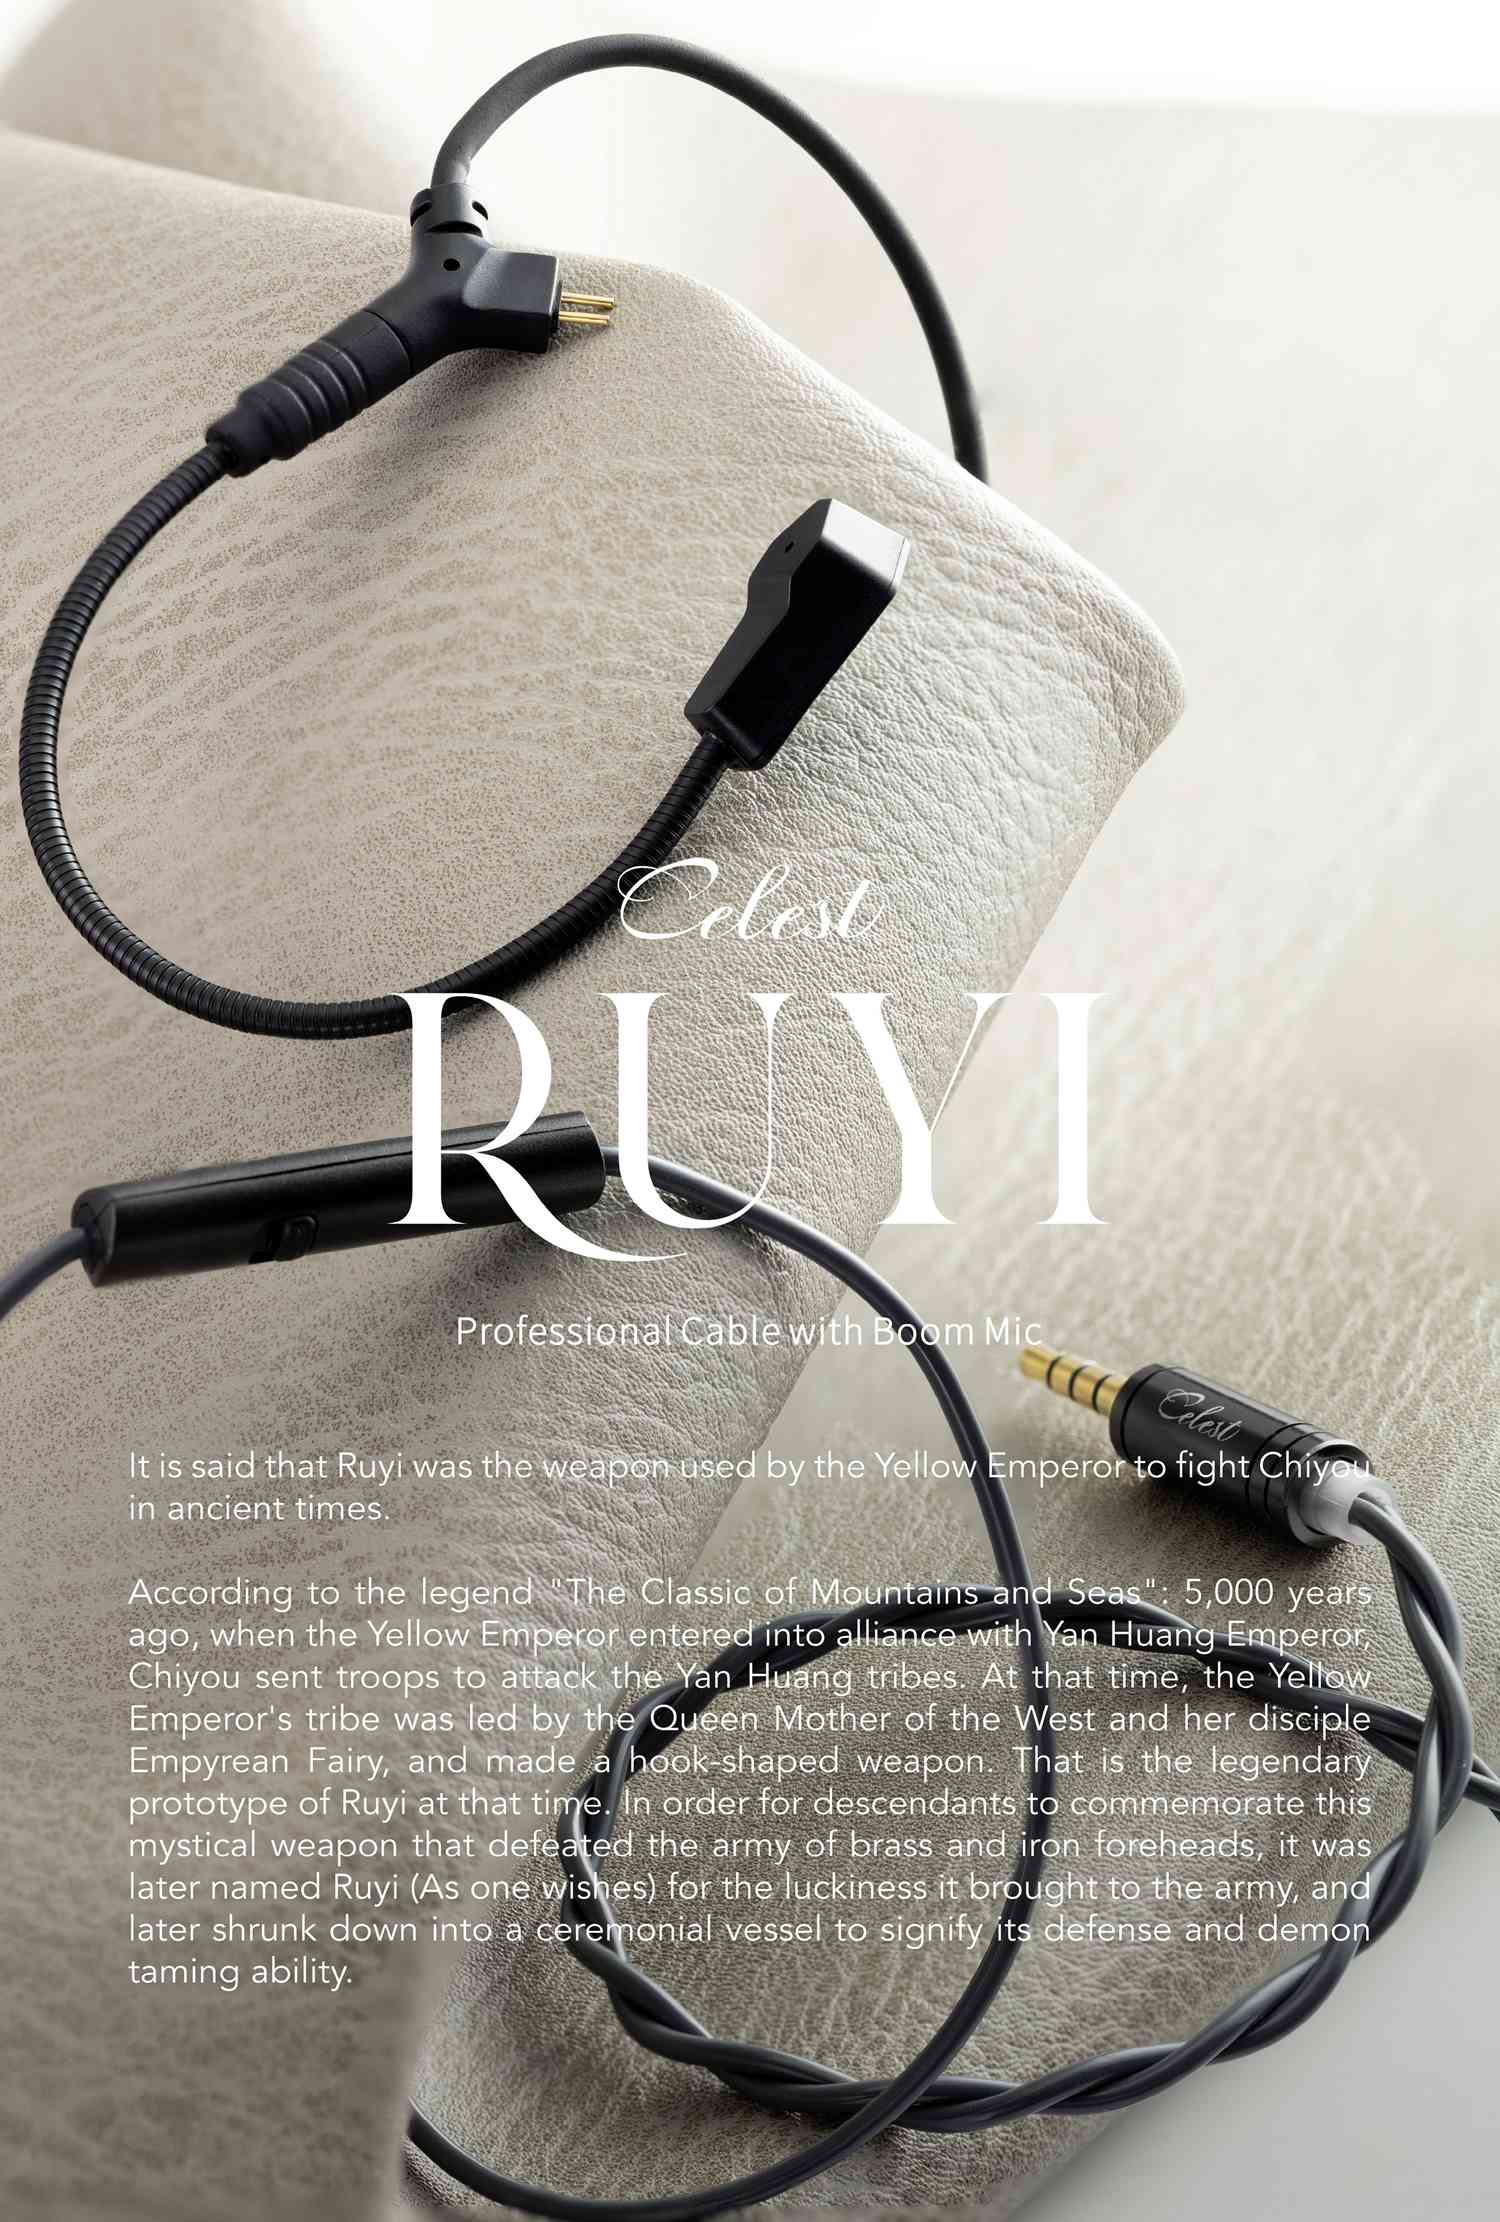 Celest
RUYI
Professional Cable with Boom Mic
Celest
It is said that Ruyi was the weapon used by the Yellow Emperor to fight Chiyou
in ancient times.
According to the legend "The Classic of Mountains and Seas": 5,000 years
ago, when the Yellow Emperor entered into alliance with Yan Huang Emperor,
Chiyou sent troops to attack the Yan Huang tribes. At that time, the Yellow
Emperor's tribe was led by the Queen Mother of the West and her disciple
Empyrean Fairy, and made a hook-shaped weapon. That is the legendary
prototype of Ruyi at that time. In order for descendants to commemorate this
mystical weapon that defeated the army of brass and iron foreheads, it was
later named Ruyi (As one wishes) for the luckiness it brought to the army, and
later shrunk down into a ceremonial vessel to signify its defense and demon
taming ability.